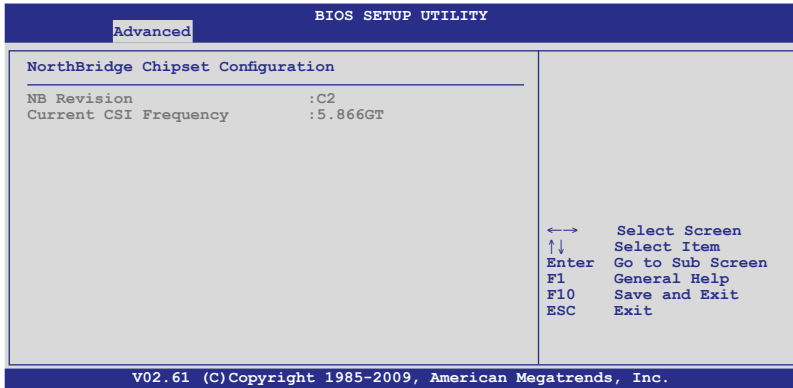 BIOS SETUP UTILITY
Advanced
NorthBridge Chipset Configuration
NB Revision :C2
Current CSI Frequency :5.866GT
←→ Select Screen
↑↓ Select Item
Enter Go to Sub Screen
F1 General Help
F10 Save and Exit
ESC Exit
V02.61 (C)Copyright 1985-2009, American Megatrends, Inc.